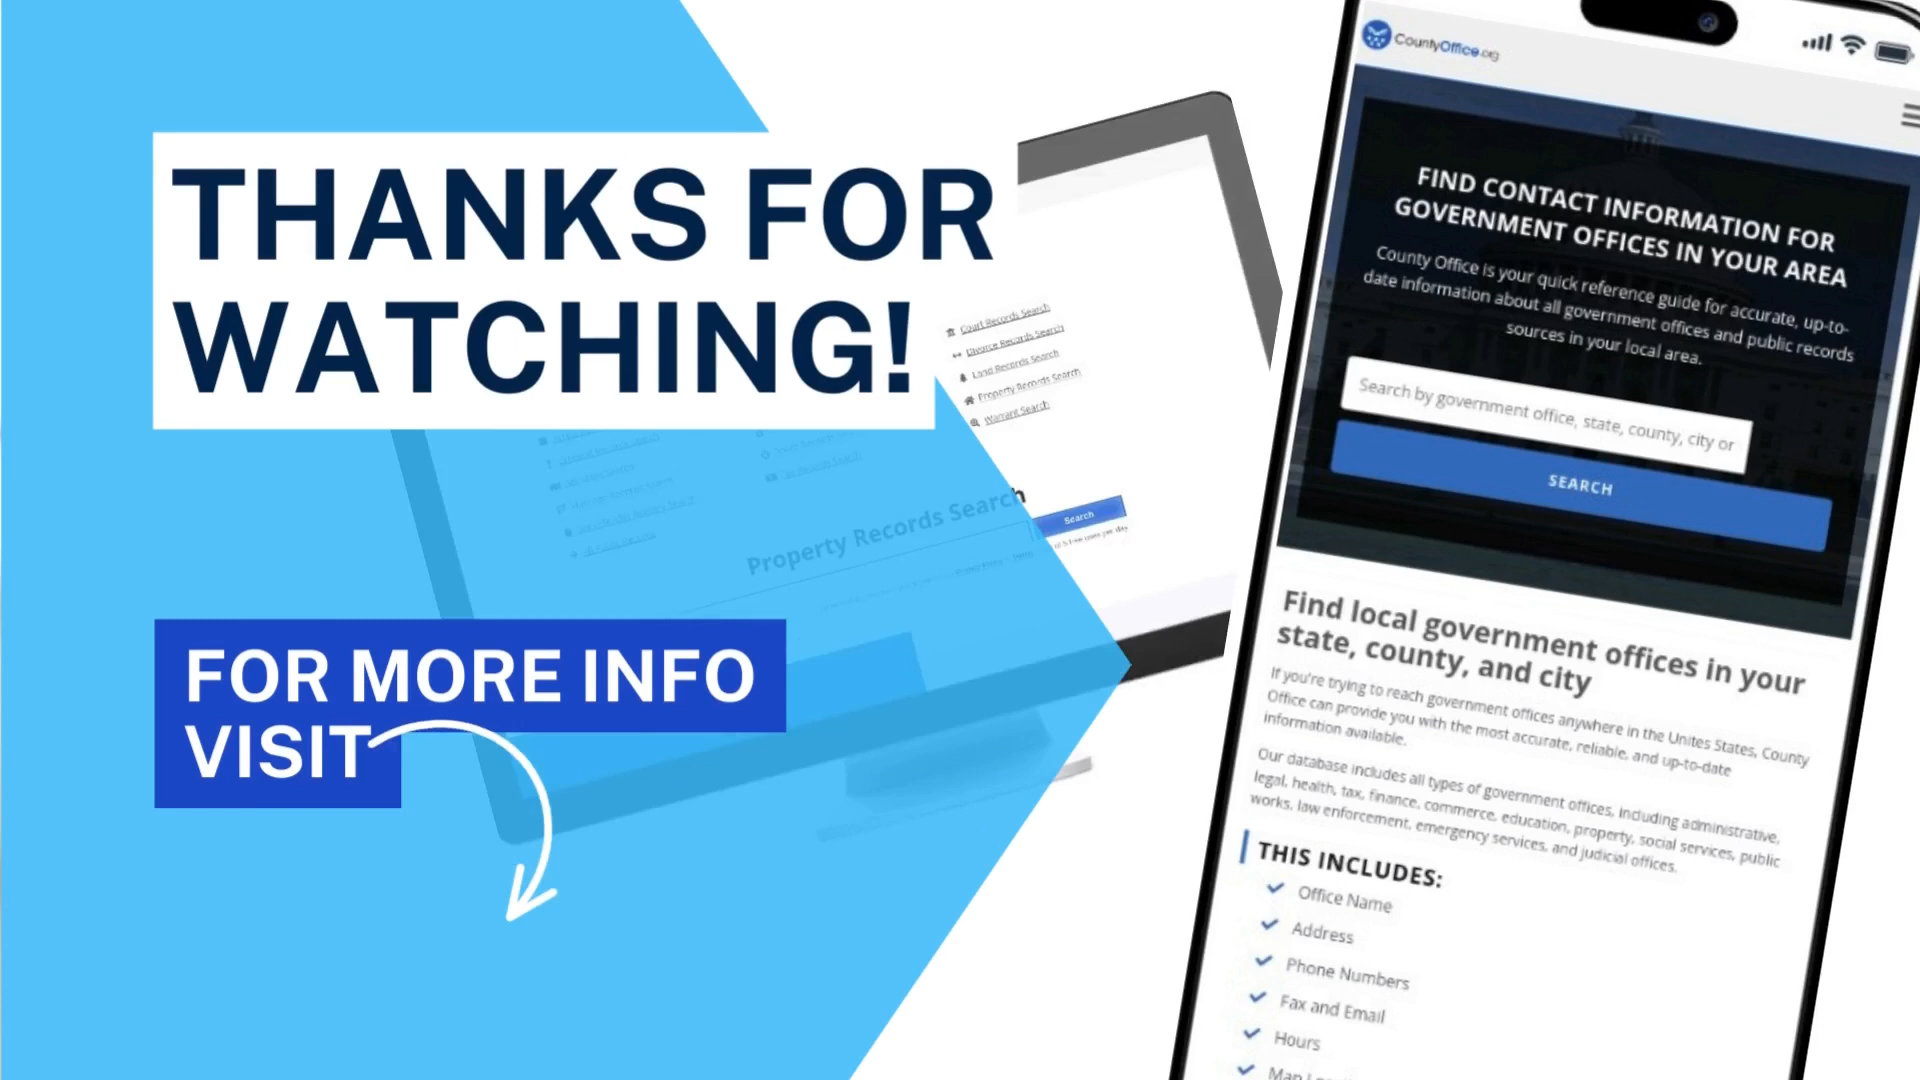 THANKS FOR
WATCHING!
FOR MORE INFO
VISIT
Court Records Search
Divorce Records Search
Land Records Search
Property Records Search
Warrant Search
Property Records Search
Search
CountyOffice.org
FIND CONTACT INFORMATION FOR
GOVERNMENT OFFICES IN YOUR AREA
County Office is your quick reference guide for accurate, up-to-
date information about all government offices and public records
sources in your local area.
Search by government office, state, county, city or
SEARCH
Find local government offices in your
state, county, and city
If you're trying to reach government offices anywhere in the Unites States, County
Office can provide you with the most accurate, reliable, and up-to-date
information available.
Our database includes all types of government offices, including administrative,
legal, health, tax, finance, commerce, education, property, social services, public
works, law enforcement, emergency services, and judicial offices.
THIS INCLUDES:
Office Name
Address
Phone Numbers
Fax and Email
Hours
Map